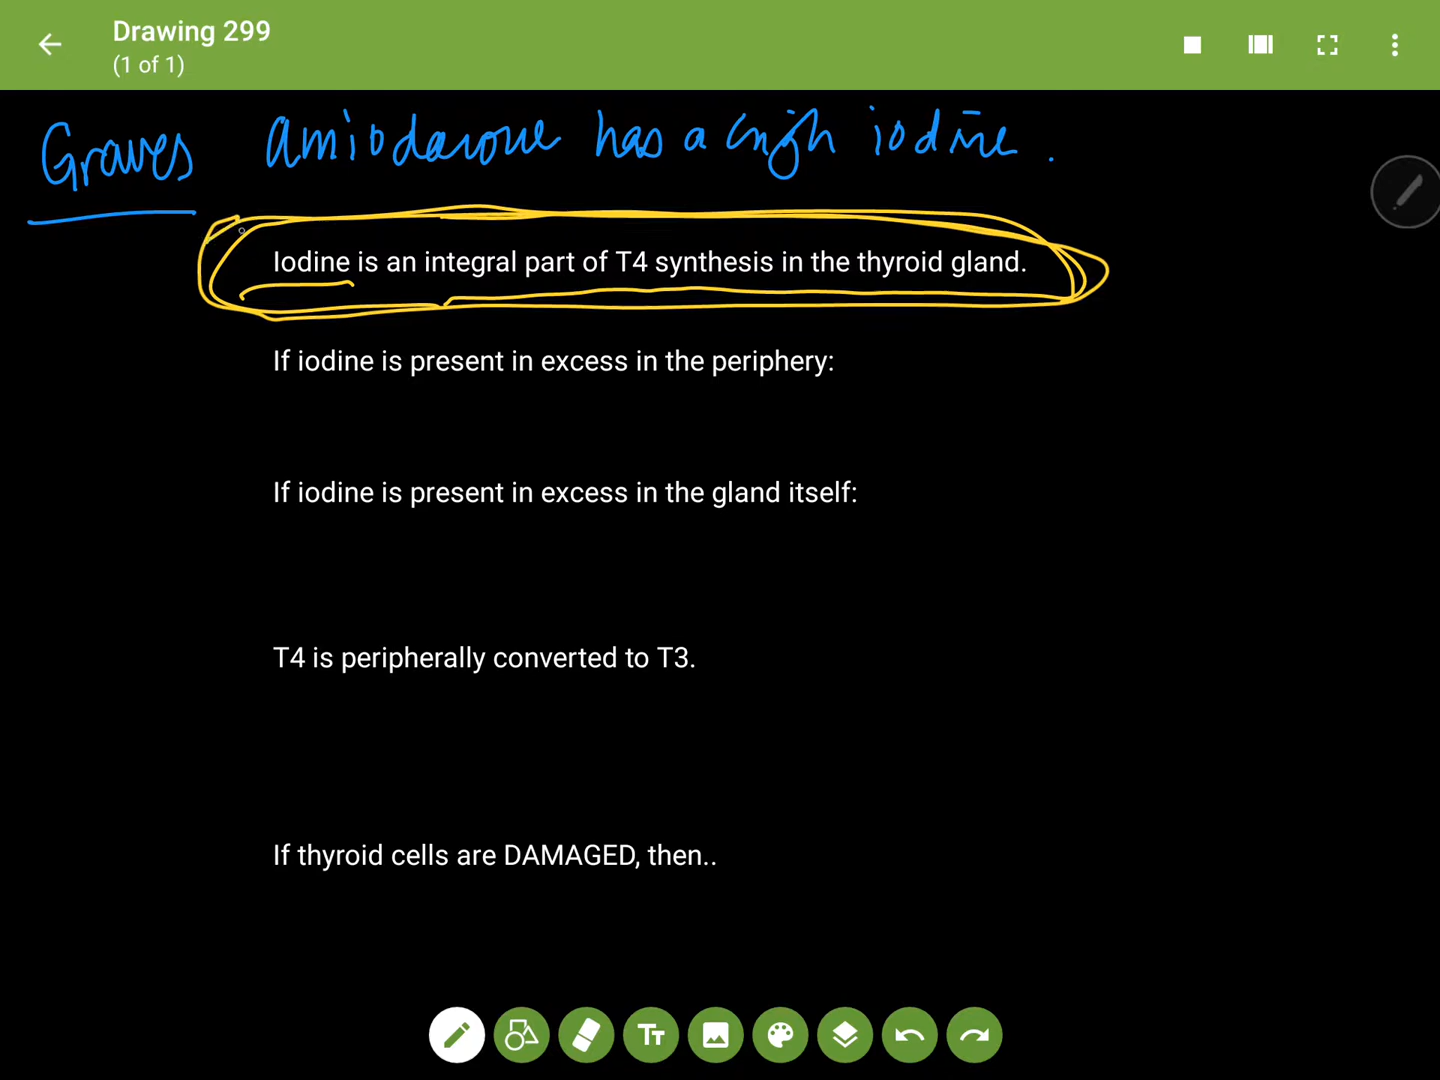 Drawing 299
(1 of 1)
Graves amiodarone has a high iodine.
Iodine is an integral part of T4 synthesis in the thyroid gland.
If iodine is present in excess in the periphery:
If iodine is present in excess in the gland itself:
T4 is peripherally converted to T3.
If thyroid cells are DAMAGED, then..
Tт